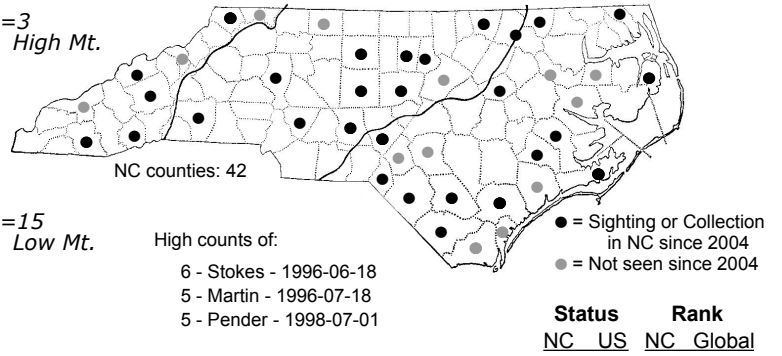 =3
High Mt.
NC counties: 42
=15
Low Mt.
High counts of:
6 - Stokes - 1996-06-18
5 - Martin - 1996-07-18
5 - Pender - 1998-07-01
= Sighting or Collection
in NC since 2004
= Not seen since 2004
Status Rank
NC US NC Global